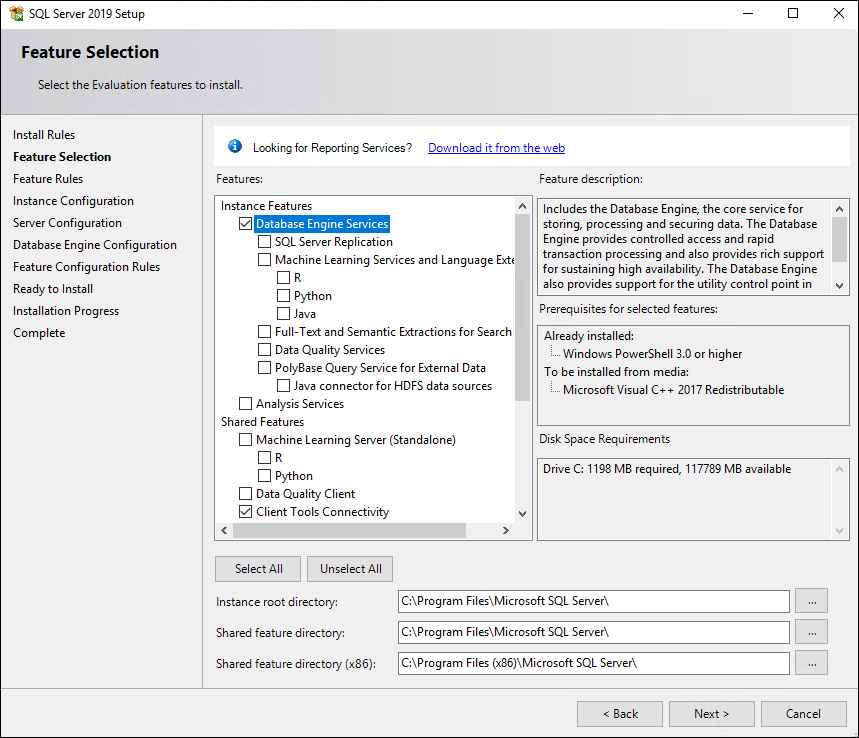 SQL Server 2019 Setup
Feature Selection
Select the Evaluation features to install.
Install Rules
Feature Selection
Feature Rules
Instance Configuration
Server Configuration
Database Engine Configuration
Feature Configuration Rules
Ready to Install
Installation Progress
Complete
Looking for Reporting Services? Download it from the web
Features:
Instance Features
Database Engine Services
SQL Server Replication
Machine Learning Services and Language Exte
R
Python
Java
Full-Text and Semantic Extractions for Search
Data Quality Services
PolyBase Query Service for External Data
Java connector for HDFS data sources
Analysis Services
Shared Features
Machine Learning Server (Standalone)
R
Python
Data Quality Client
Client Tools Connectivity
Feature description:
Includes the Database Engine, the core service for
storing, processing and securing data. The Database
Engine provides controlled access and rapid
transaction processing and also provides rich support
for sustaining high availability. The Database Engine
also provides support for the utility control point in
Prerequisites for selected features:
Already installed:
Windows PowerShell 3.0 or higher
To be installed from media:
Microsoft Visual C++ 2017 Redistributable
Disk Space Requirements
Drive C: 1198 MB required, 117789 MB available
Select All
Unselect All
Instance root directory: C:\Program Files\Microsoft SQL Server\ ...
Shared feature directory: C:\Program Files\Microsoft SQL Server\ ...
Shared feature directory (x86): C:\Program Files (x86)\Microsoft SQL Server\ ...
< Back
Next >
Cancel